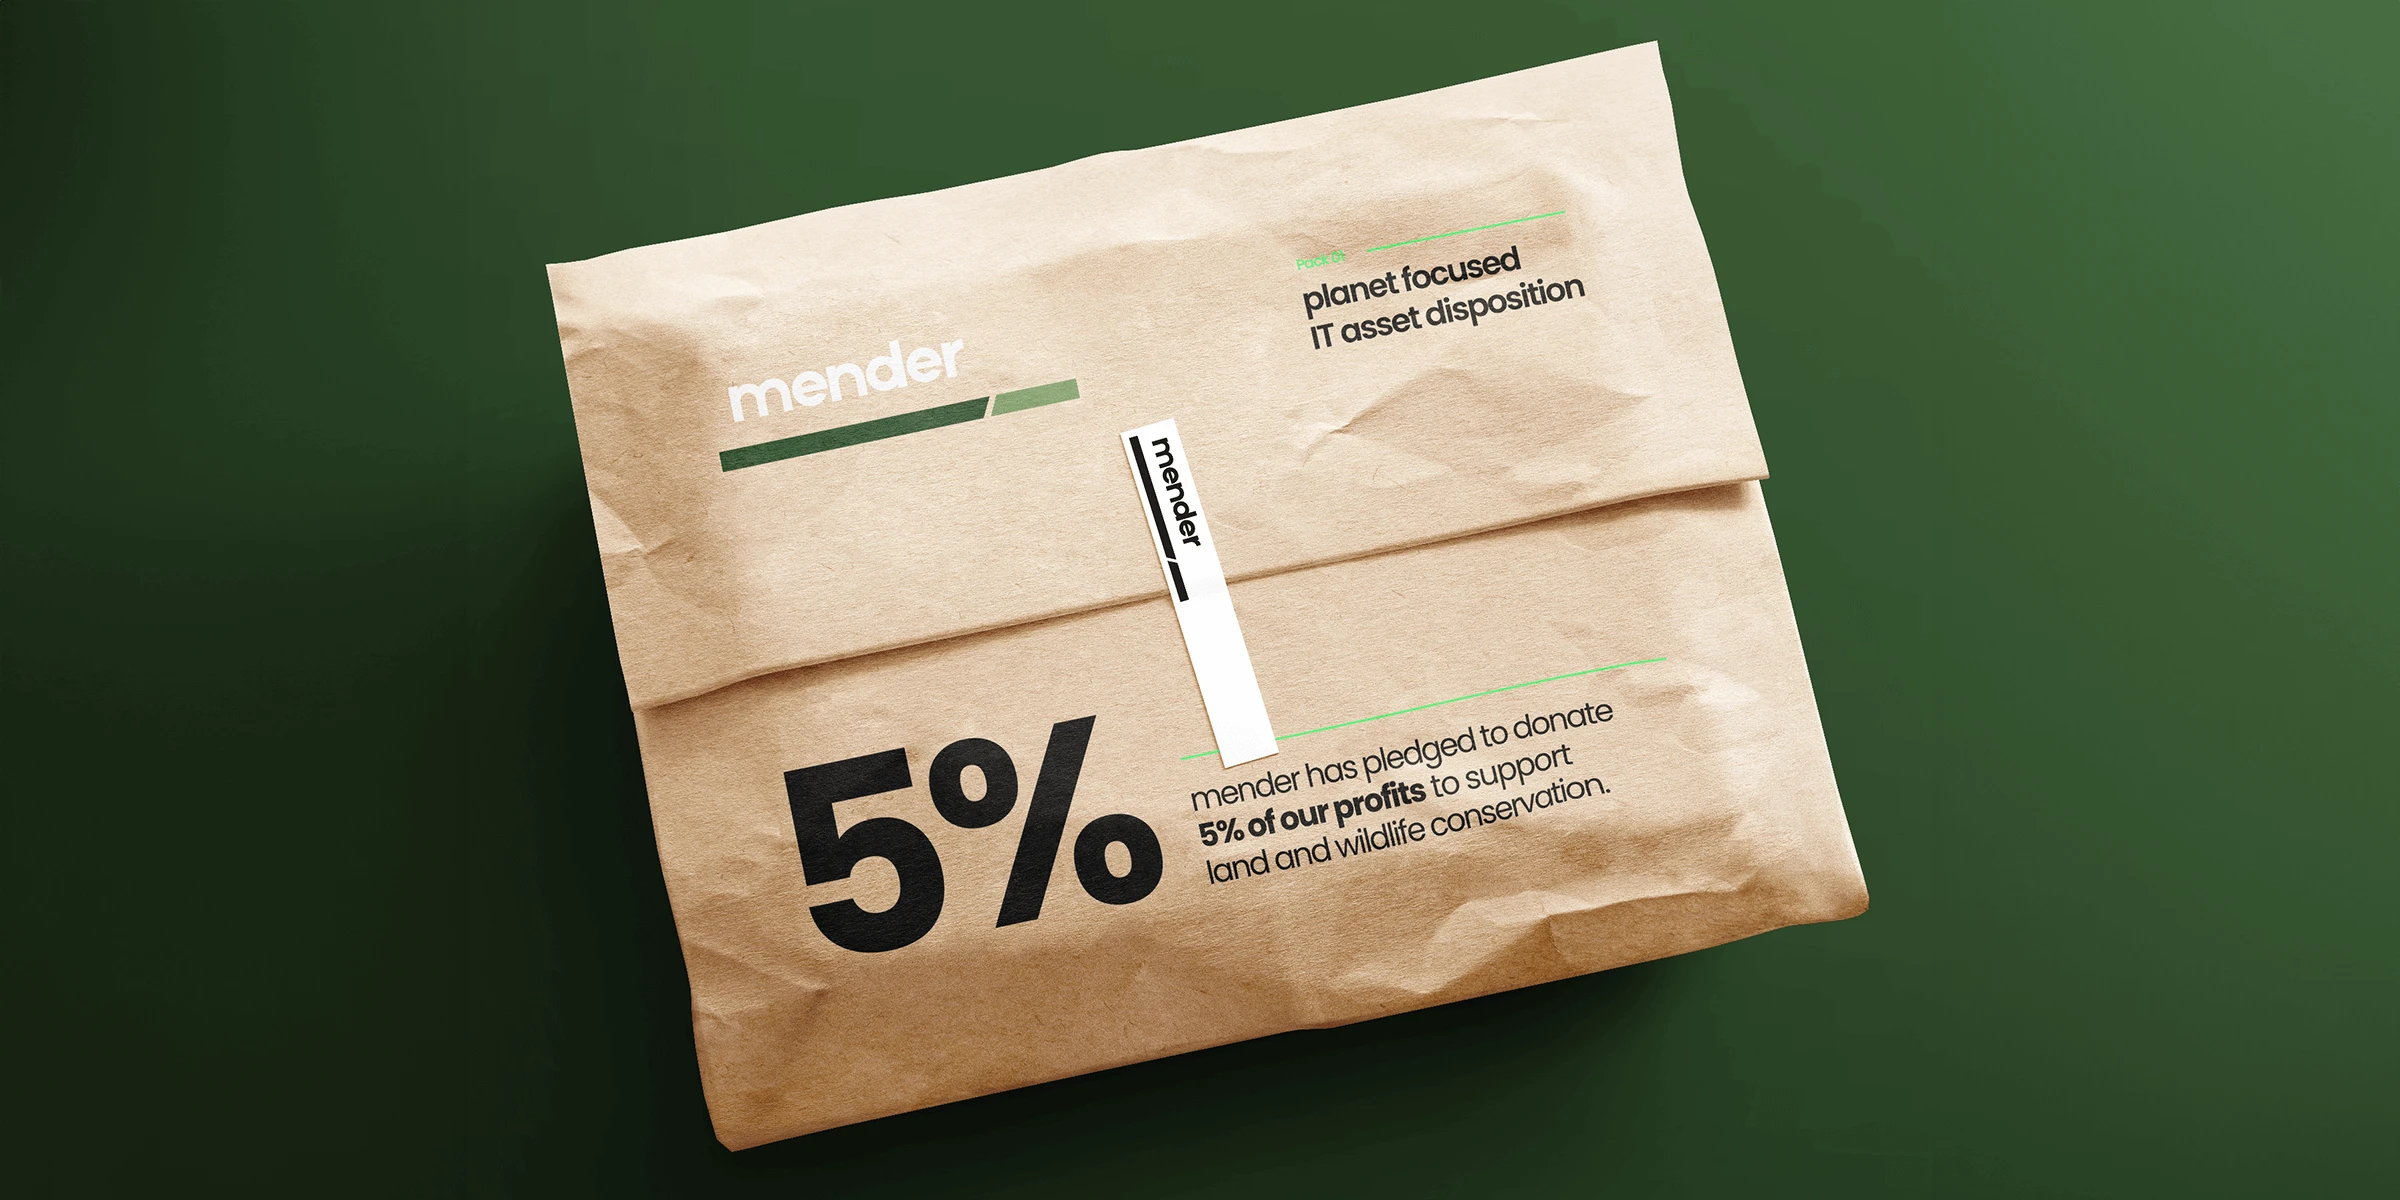 Pack 01
planet focused
IT asset disposition
mender
mender
5%
mender has pledged to donate
5% of our profits to support
land and wildlife conservation.